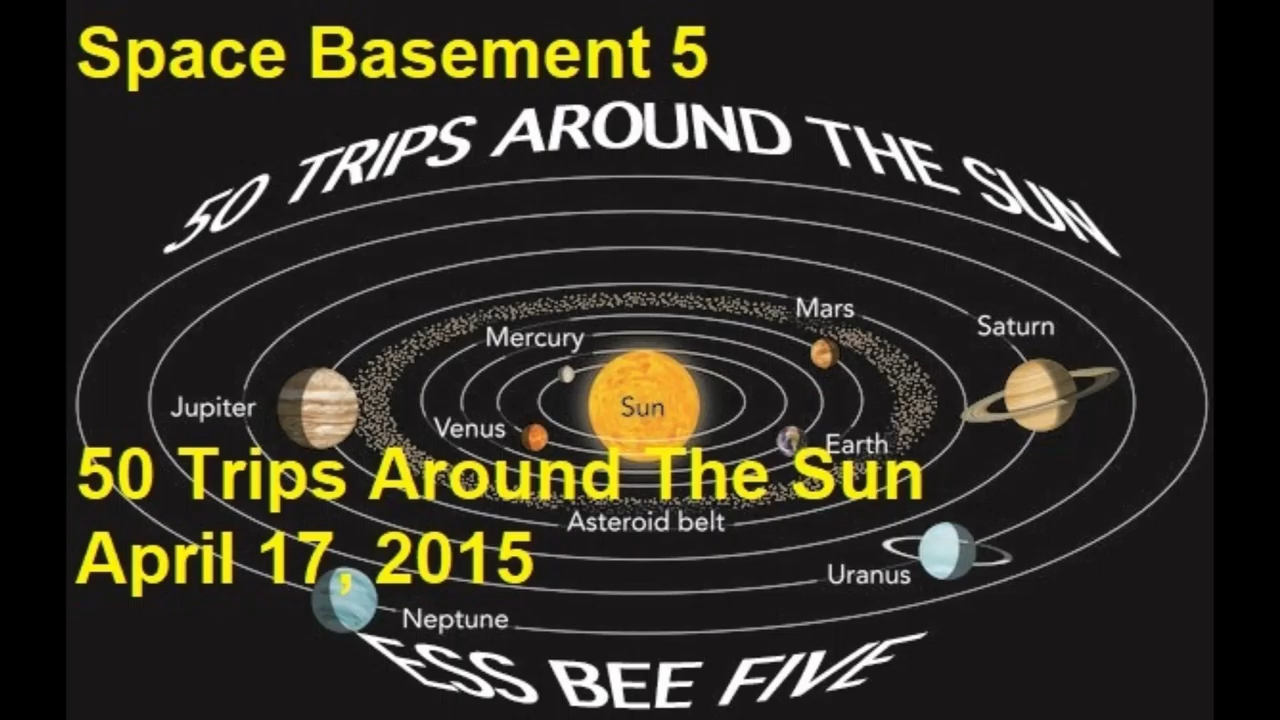 Space Basement 5
50 TRIPS AROUND THE SUN
Mars
Saturn
Mercury
Jupiter
Sun
Venus
Earth
50 Trips Around The Sun
Asteroid belt
April 17, 2015
Uranus
Neptune
ESS BEE FIVE